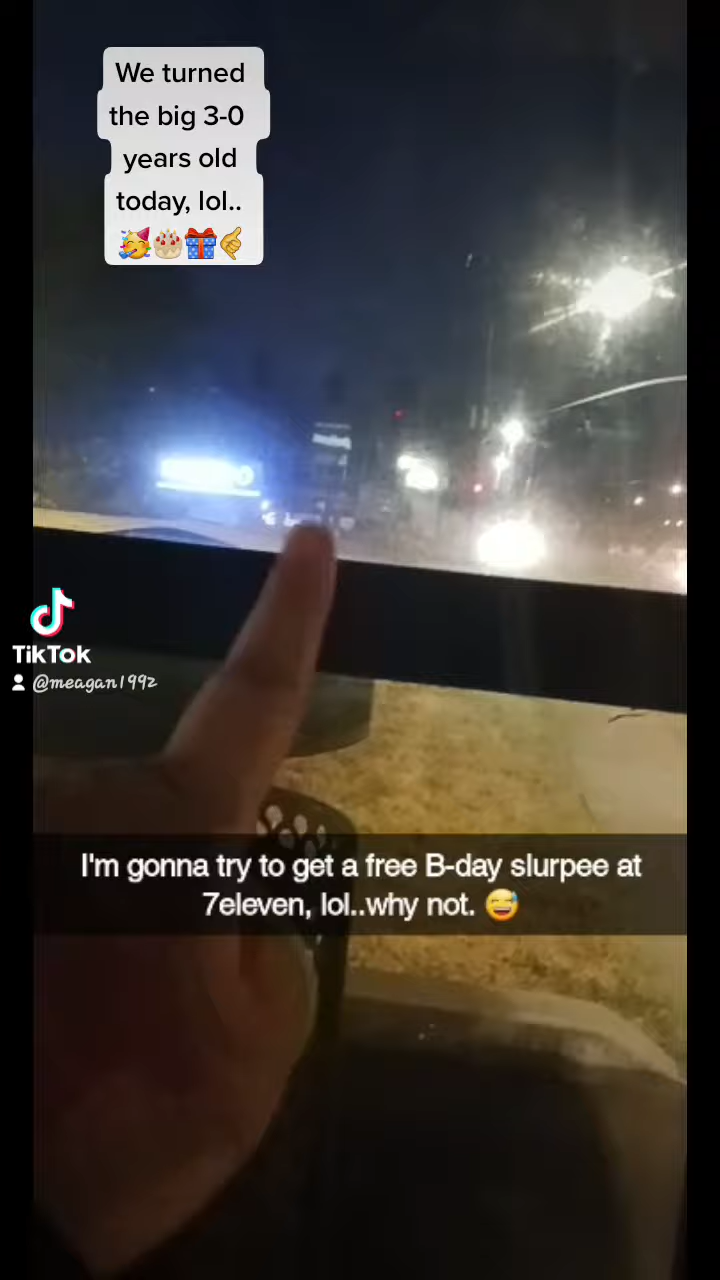 We turned
the big 3-0
years old
today, lol..
🥳🎂🎁🤙
TikTok
@meagan199z
I'm gonna try to get a free B-day slurpee at
7eleven, lol..why not. 😅